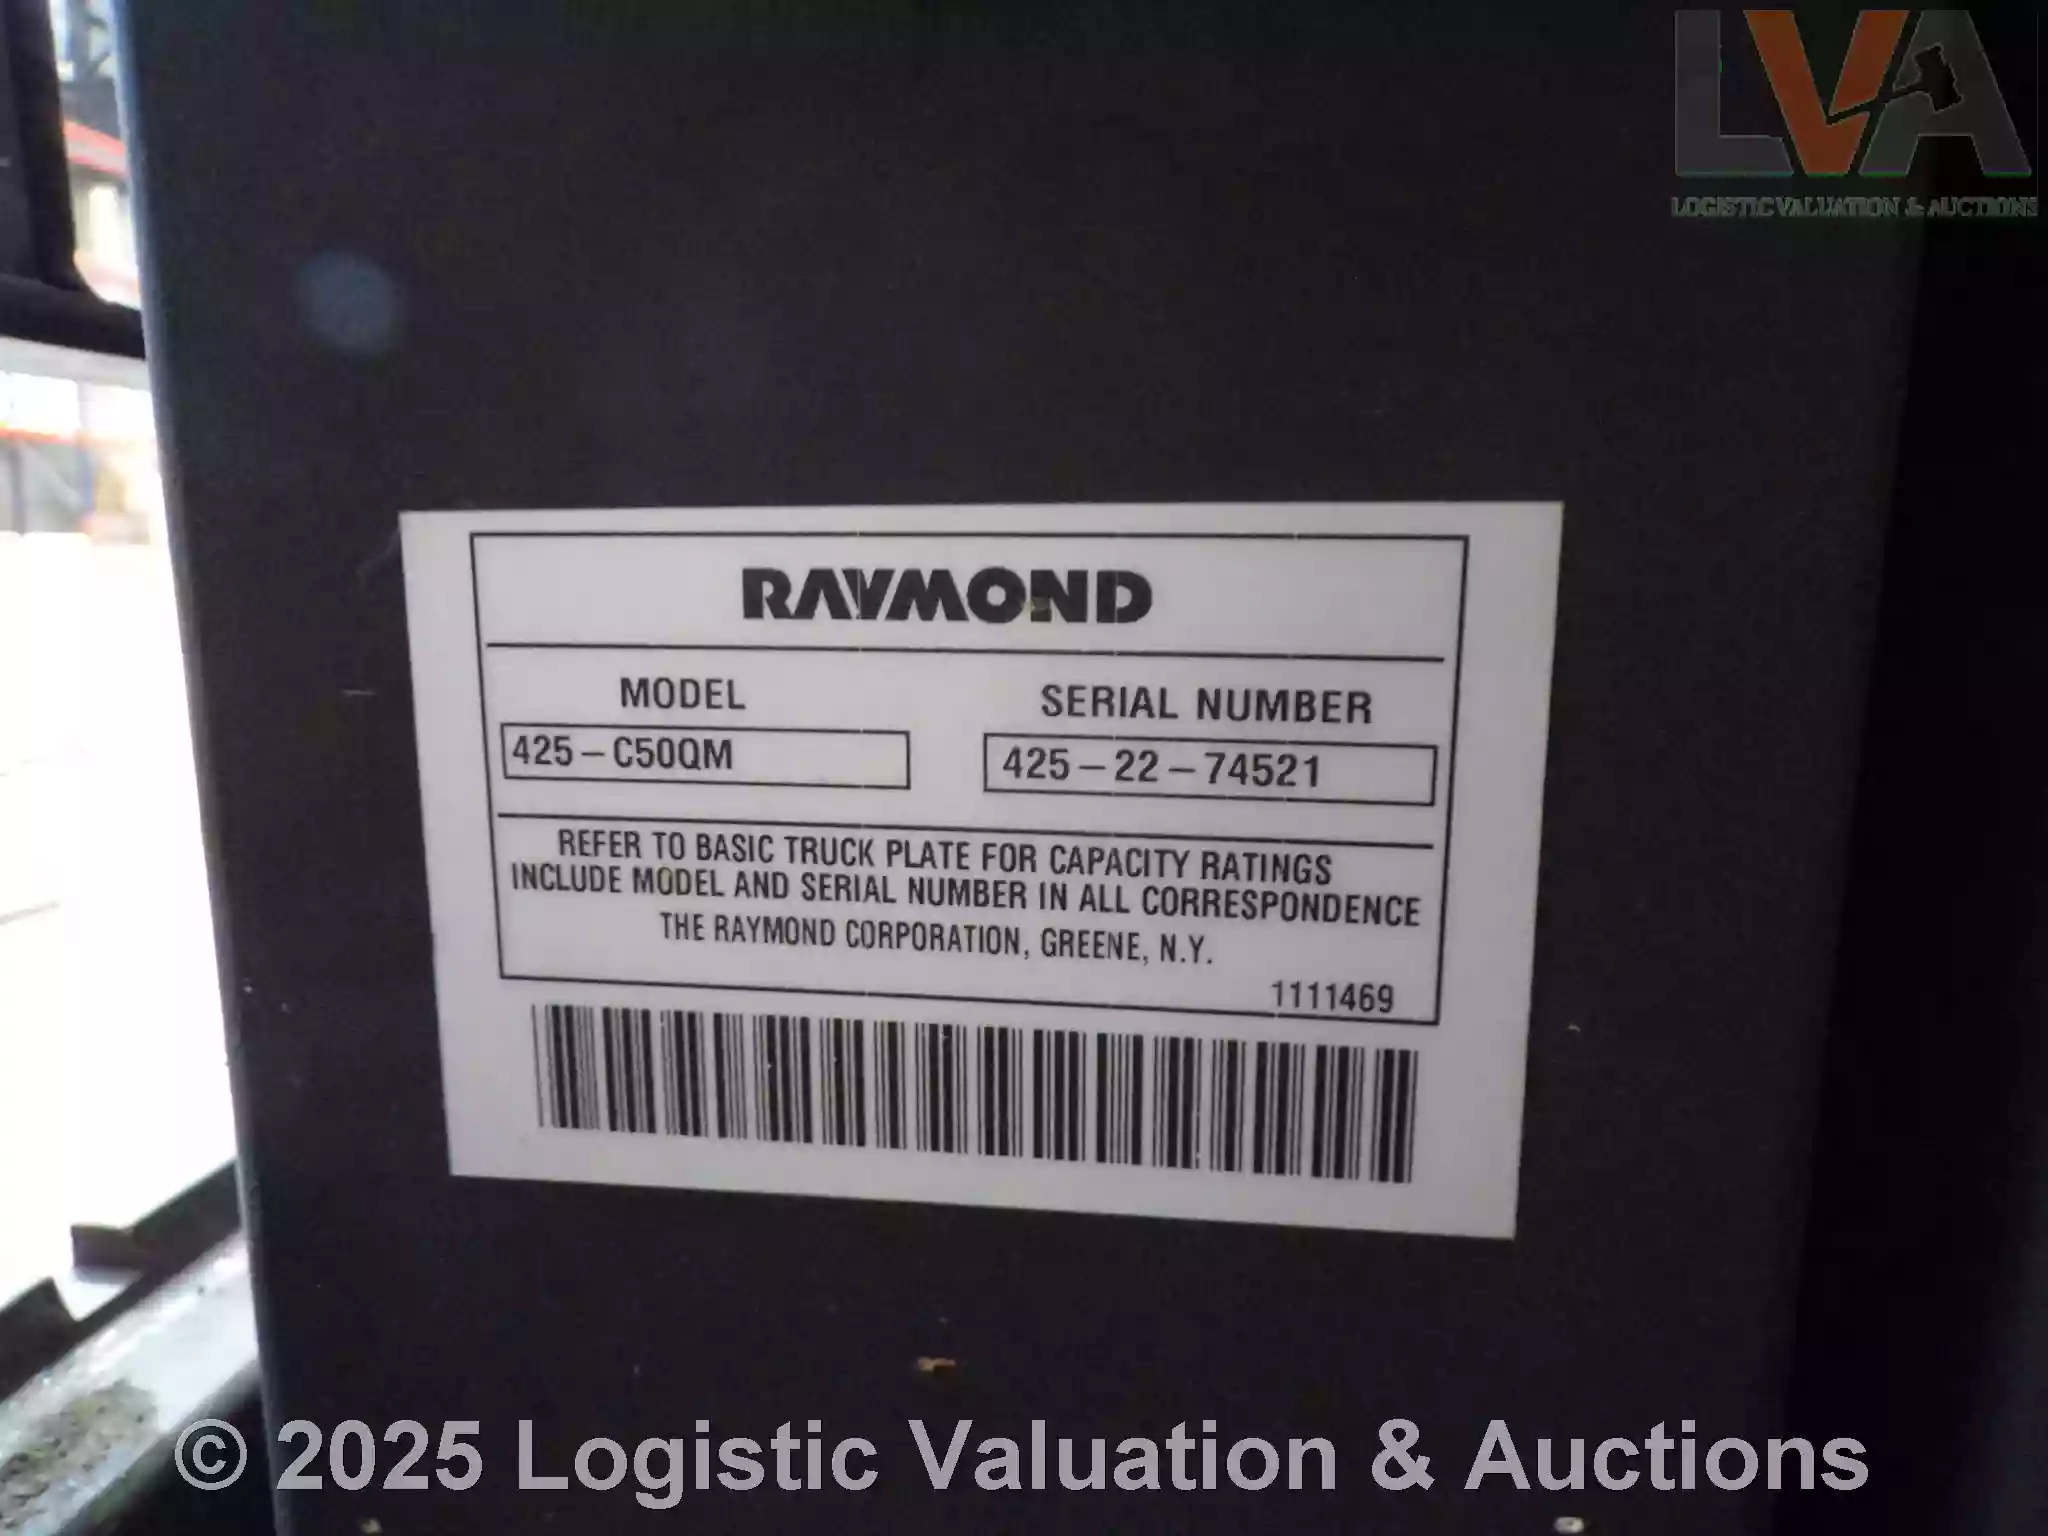 LVA
LOGISTIC VALUATION & AUCTIONS
RAYMOND
MODEL
SERIAL NUMBER
425-C50QM
425-22-74521
REFER TO BASIC TRUCK PLATE FOR CAPACITY RATINGS
INCLUDE MODEL AND SERIAL NUMBER IN ALL CORRESPONDENCE
THE RAYMOND CORPORATION, GREENE, N.Y.
1111469
© 2025 Logistic Valuation & Auctions